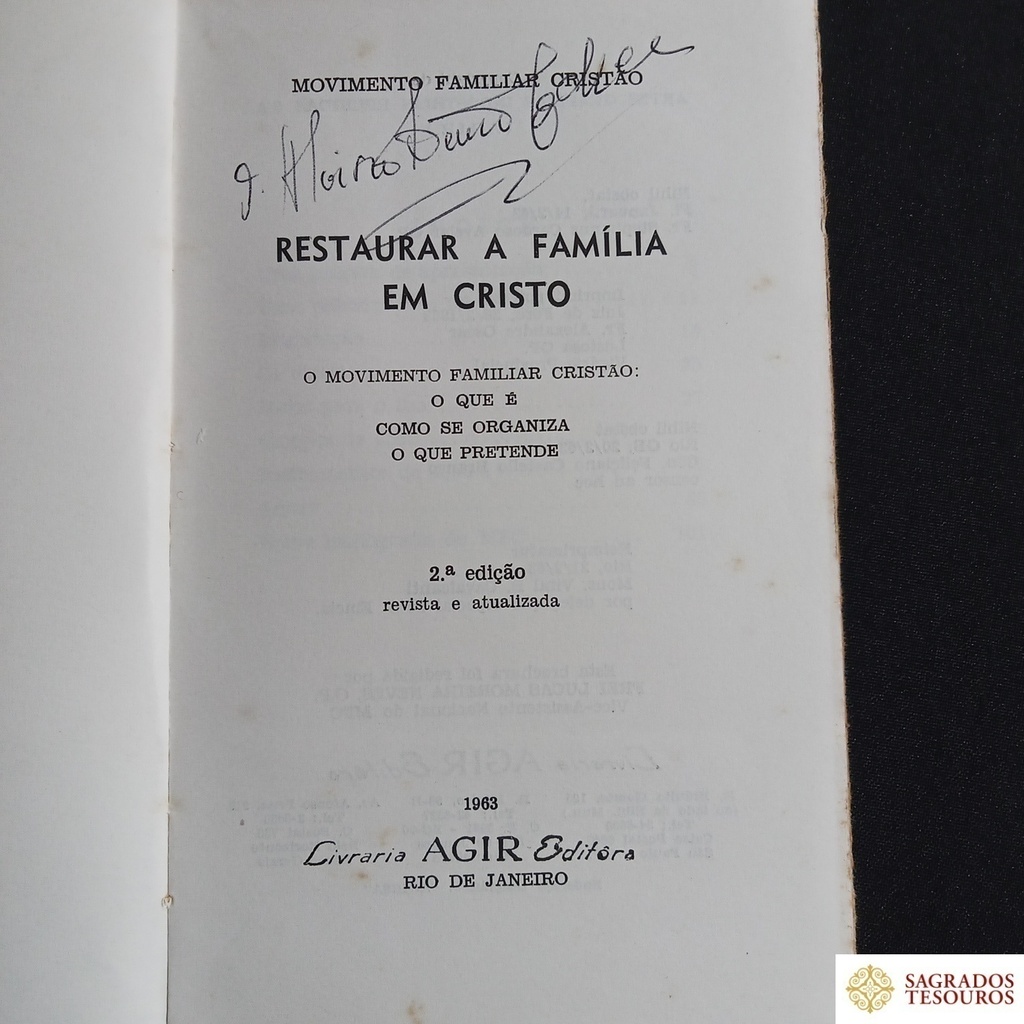 MOVIMENTO FAMILIAR CRISTÃO
RESTAURAR A FAMÍLIA
EM CRISTO
O MOVIMENTO FAMILIAR CRISTÃO:
O QUE É
COMO SE ORGANIZA
O QUE PRETENDE
2.ª edição
revista e atualizada
1963
Livraria AGIR Editôra
RIO DE JANEIRO
SAGRADOS
TESOUROS